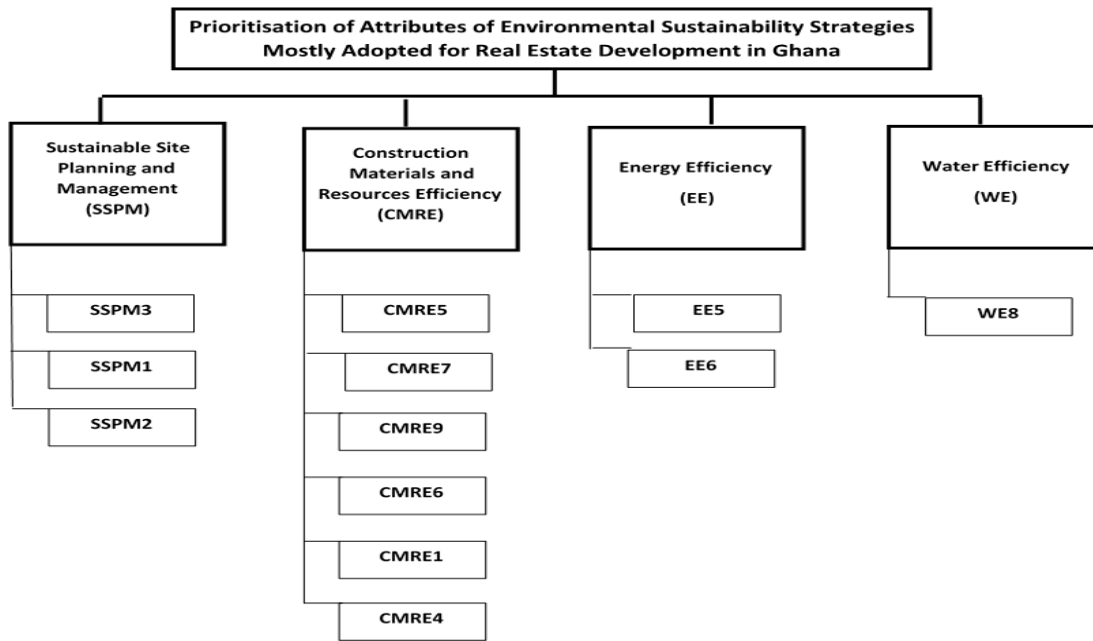 Prioritisation of Attributes of Environmental Sustainability Strategies
Mostly Adopted for Real Estate Development in Ghana
Sustainable Site
Planning and
Management
(SSPM)
Construction
Materials and
Resources Efficiency
(CMRE)
Energy Efficiency
(EE)
Water Efficiency
(WE)
SSPM3
SSPM1
SSPM2
CMRE5
CMRE7
CMRE9
CMRE6
CMRE1
CMRE4
EE5
EE6
WE8